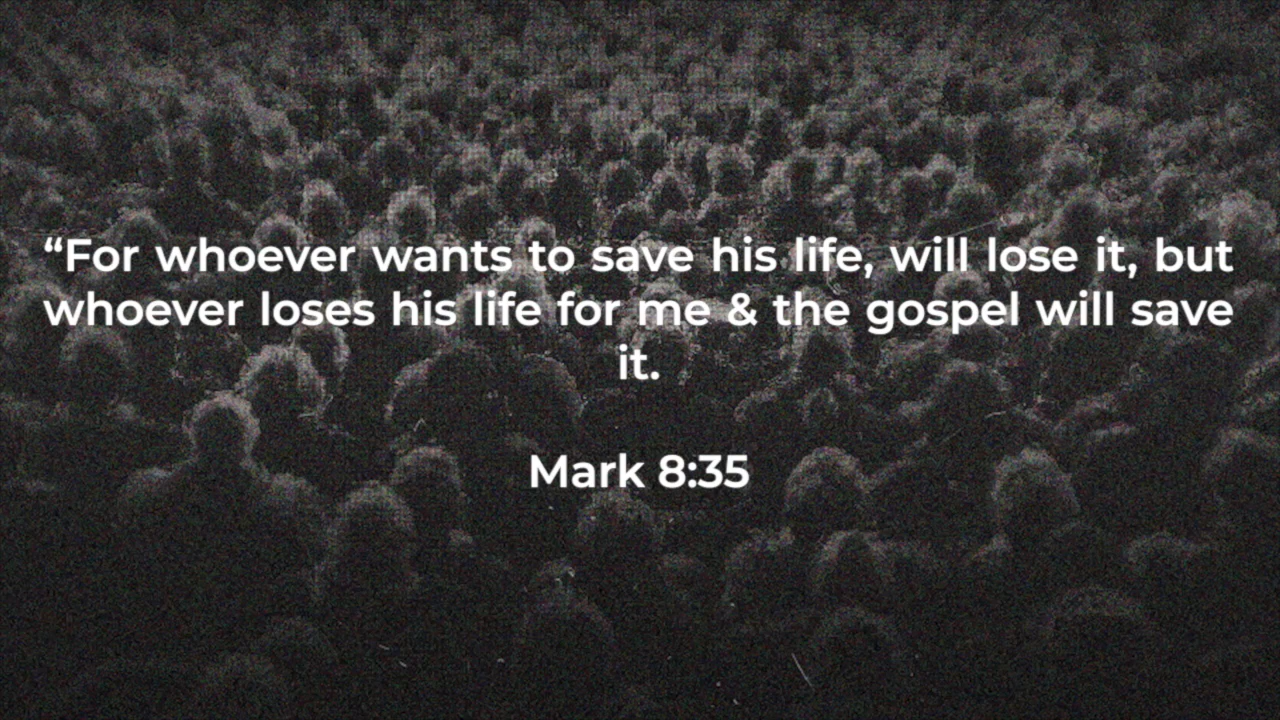 “For whoever wants to save his life, will lose it, but
whoever loses his life for me & the gospel will save
it.
Mark 8:35